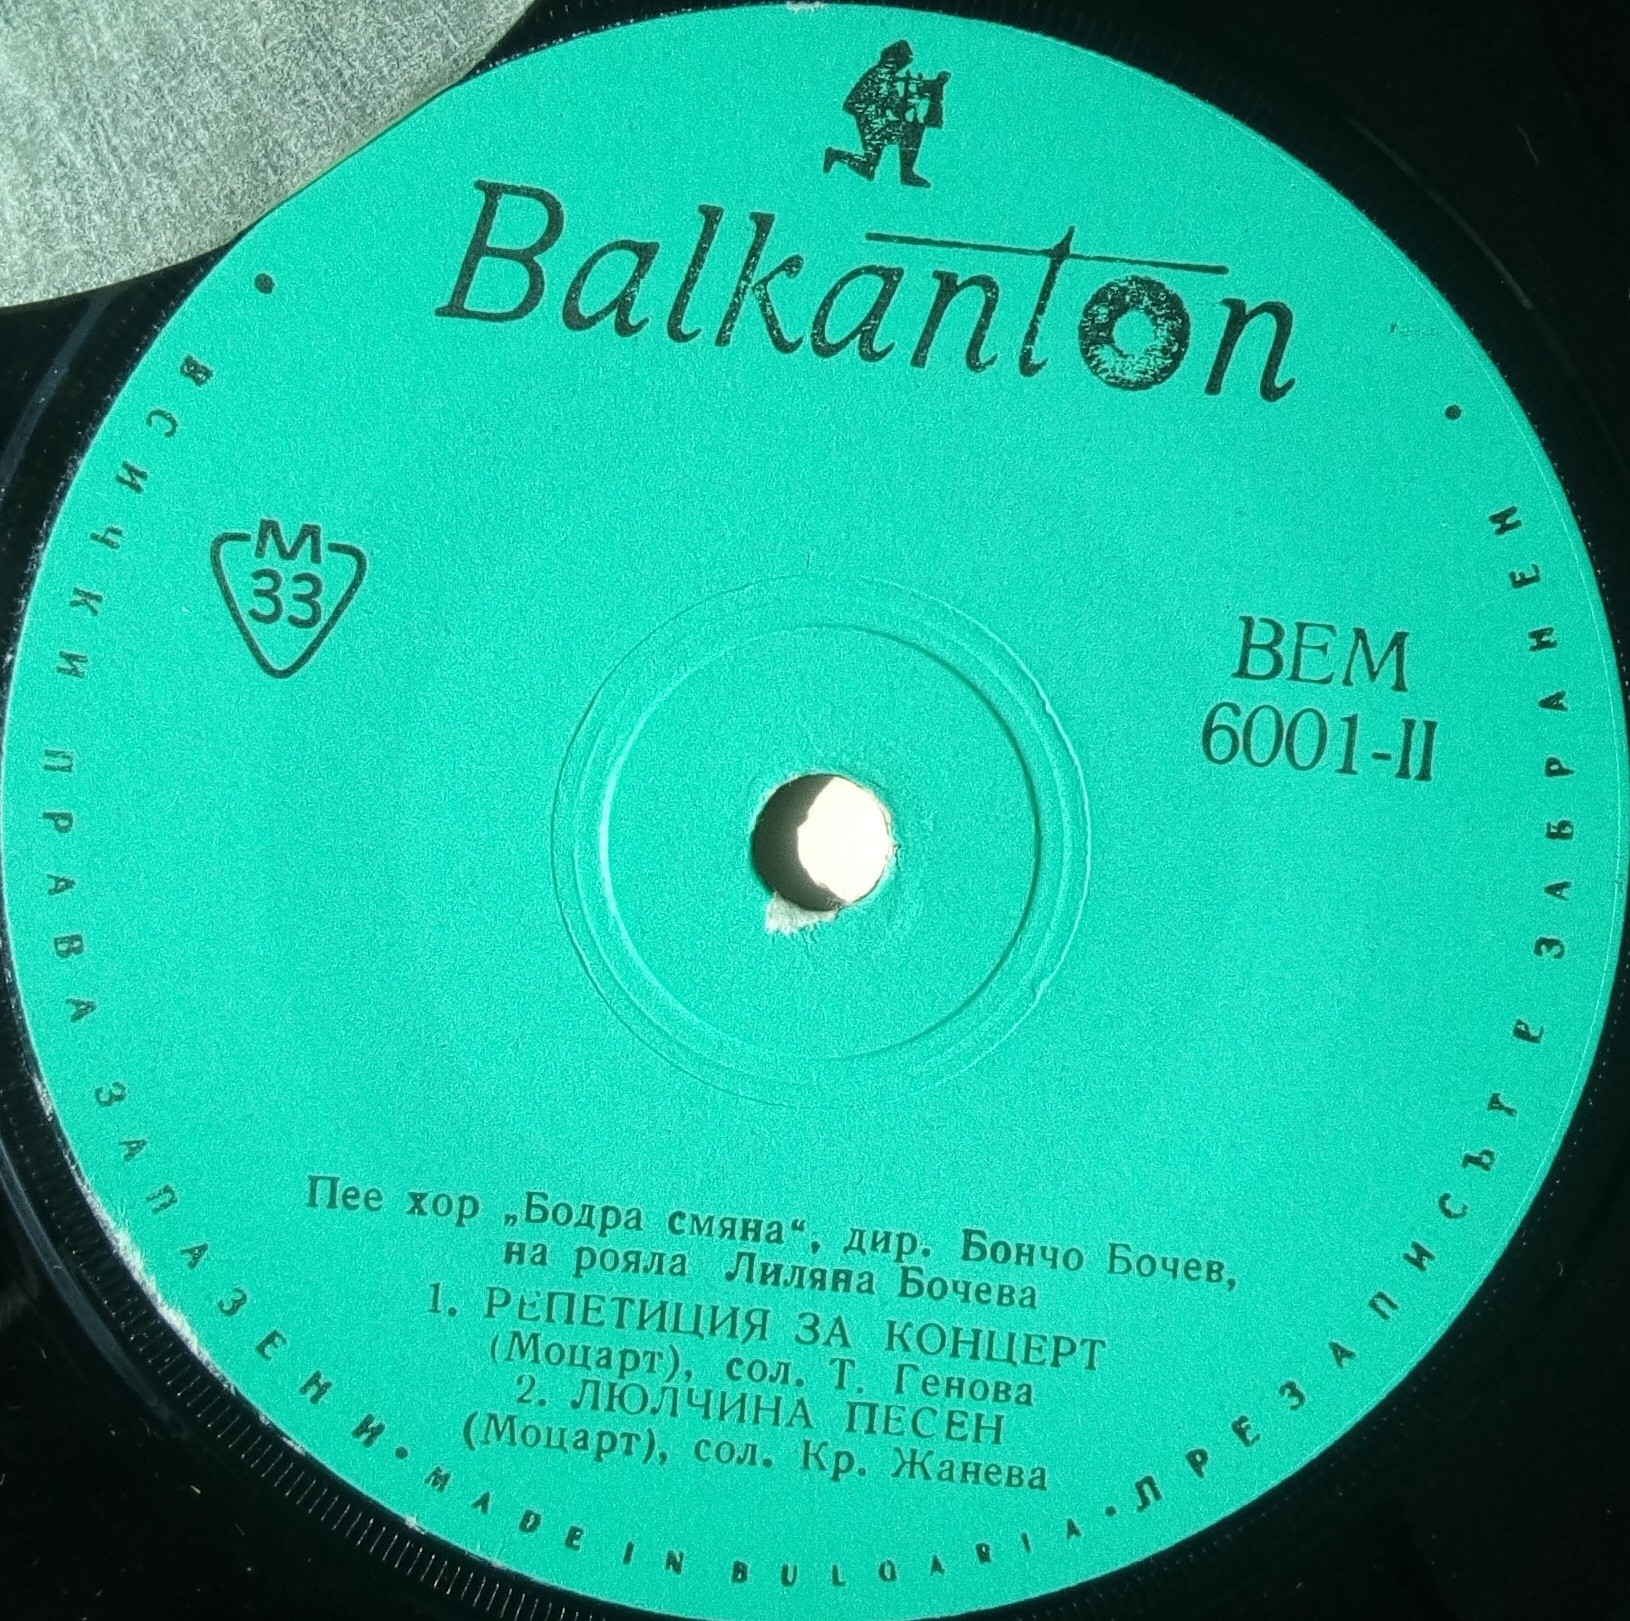 Balkanton
М
33
ВЕМ
6001-II
Пее хор „Бодра смяна“, дир. Бончо Бочев,
на рояла Лиляна Бочева
1. РЕПЕТИЦИЯ ЗА КОНЦЕРТ
(Моцарт), сол. Т. Генова
2. ЛЮЛЧИНА ПЕСЕН
(Моцарт), сол. Кр. Жанева
• ВСИЧКИ ПРАВА ЗАПАЗЕНИ • MADE IN BULGARIA • ПРЕЗАПИСЪТ Е ЗАБРАНЕН •